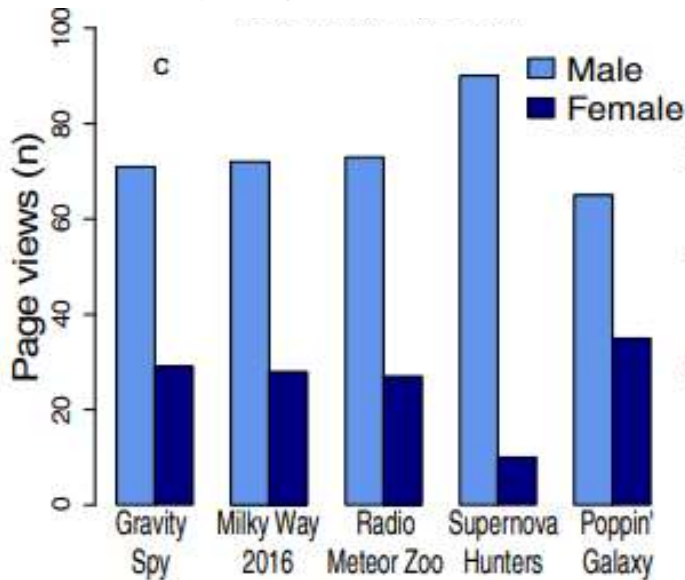 c
Male
Female
Page views (n)
100
80
60
40
20
0
Gravity Spy
Milky Way 2016
Radio Meteor Zoo
Supernova Hunters
Poppin' Galaxy